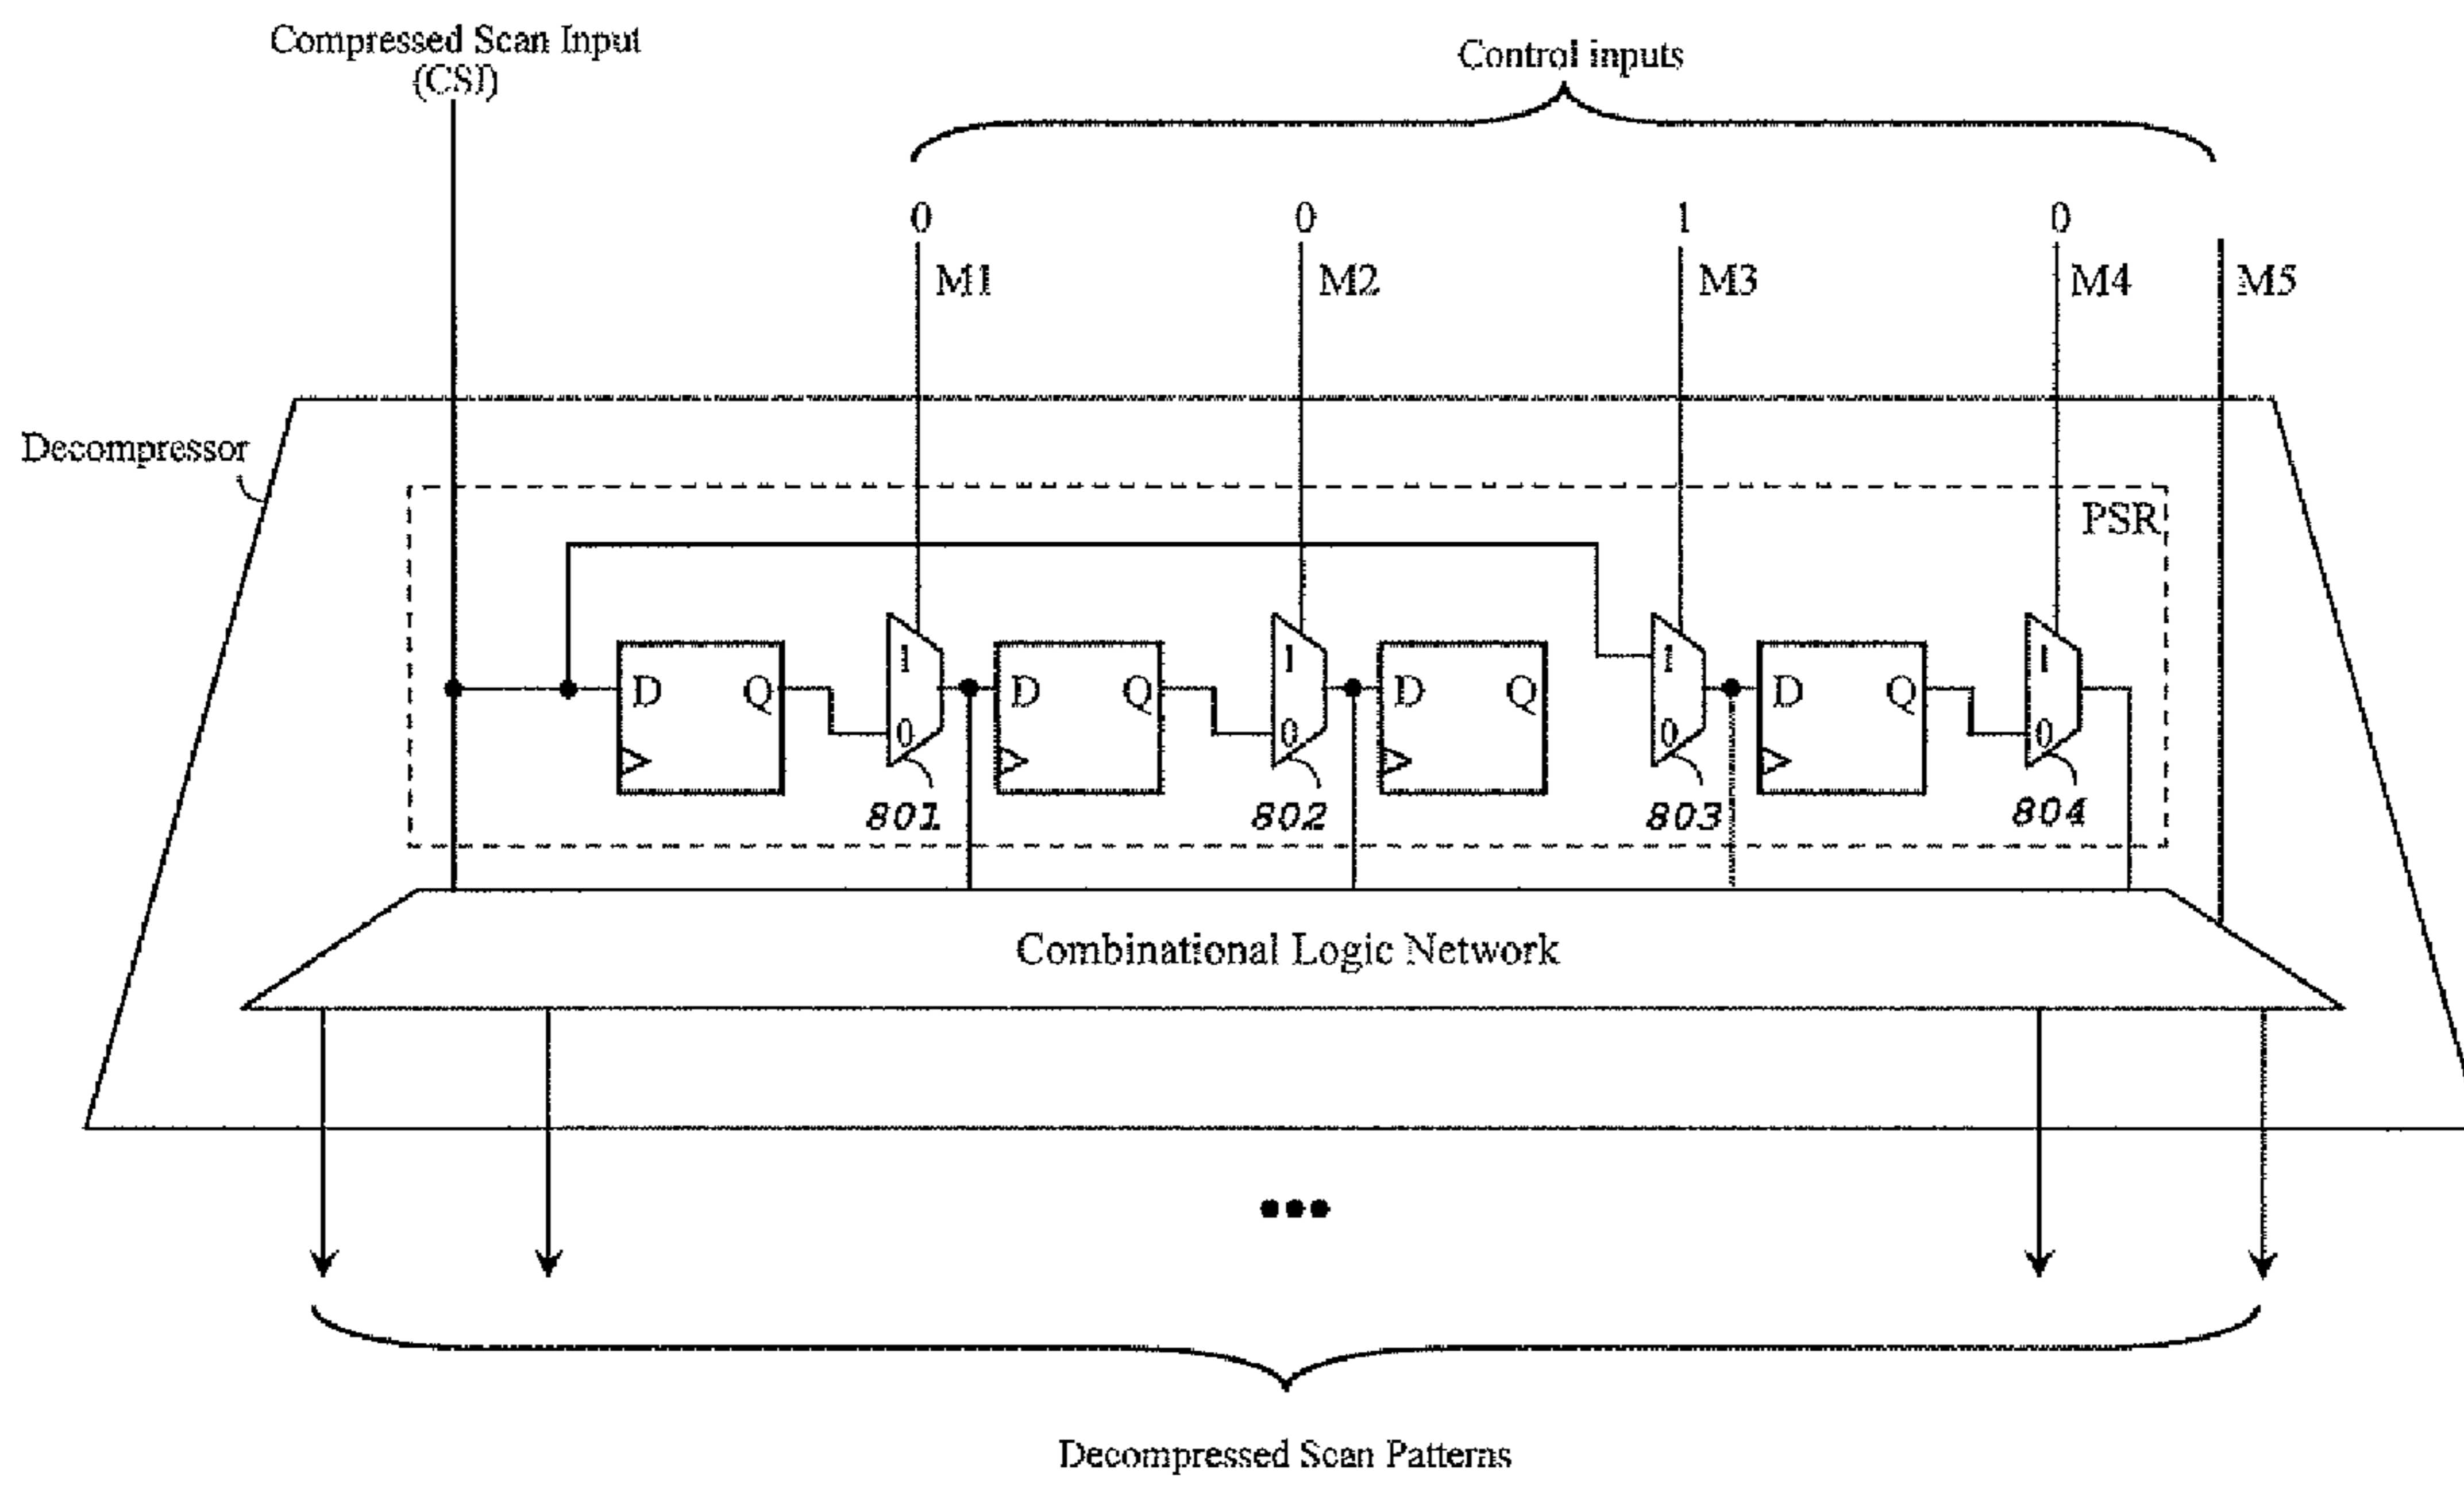 Compressed Scan Input
(CSI)
Control inputs
0 0 1 0
M1 M2 M3 M4 M5
Decompressor
PSR
1 1 1 1
D Q D Q D Q D Q
0 0 0 0
801 802 803 804
Combinational Logic Network
Decompressed Scan Patterns